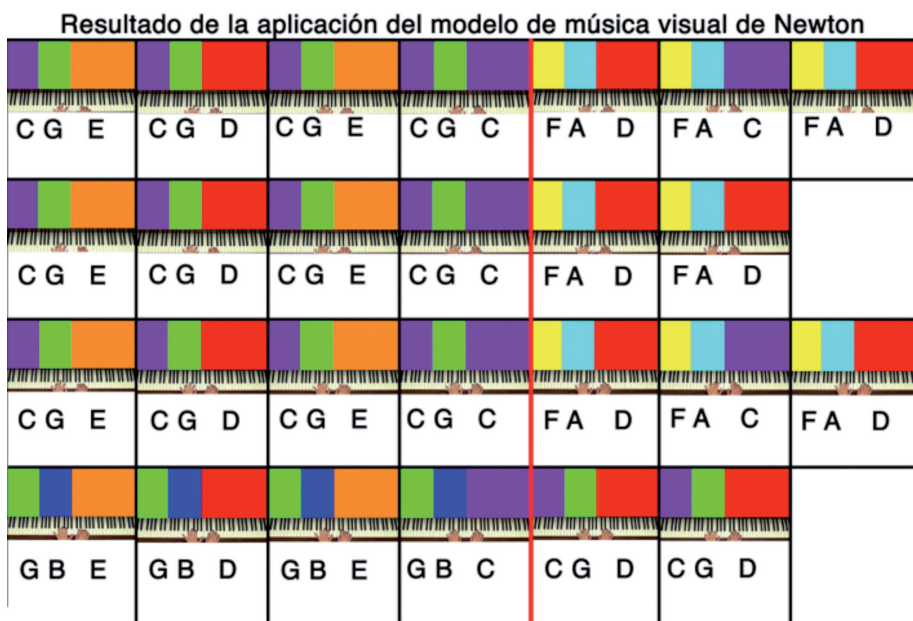 Resultado de la aplicación del modelo de música visual de Newton
C G E C G D C G E C G C F A D F A C F A D
C G E C G D C G E C G C F A D F A D
C G E C G D C G E C G C F A D F A C F A D
G B E G B D G B E G B C C G D C G D